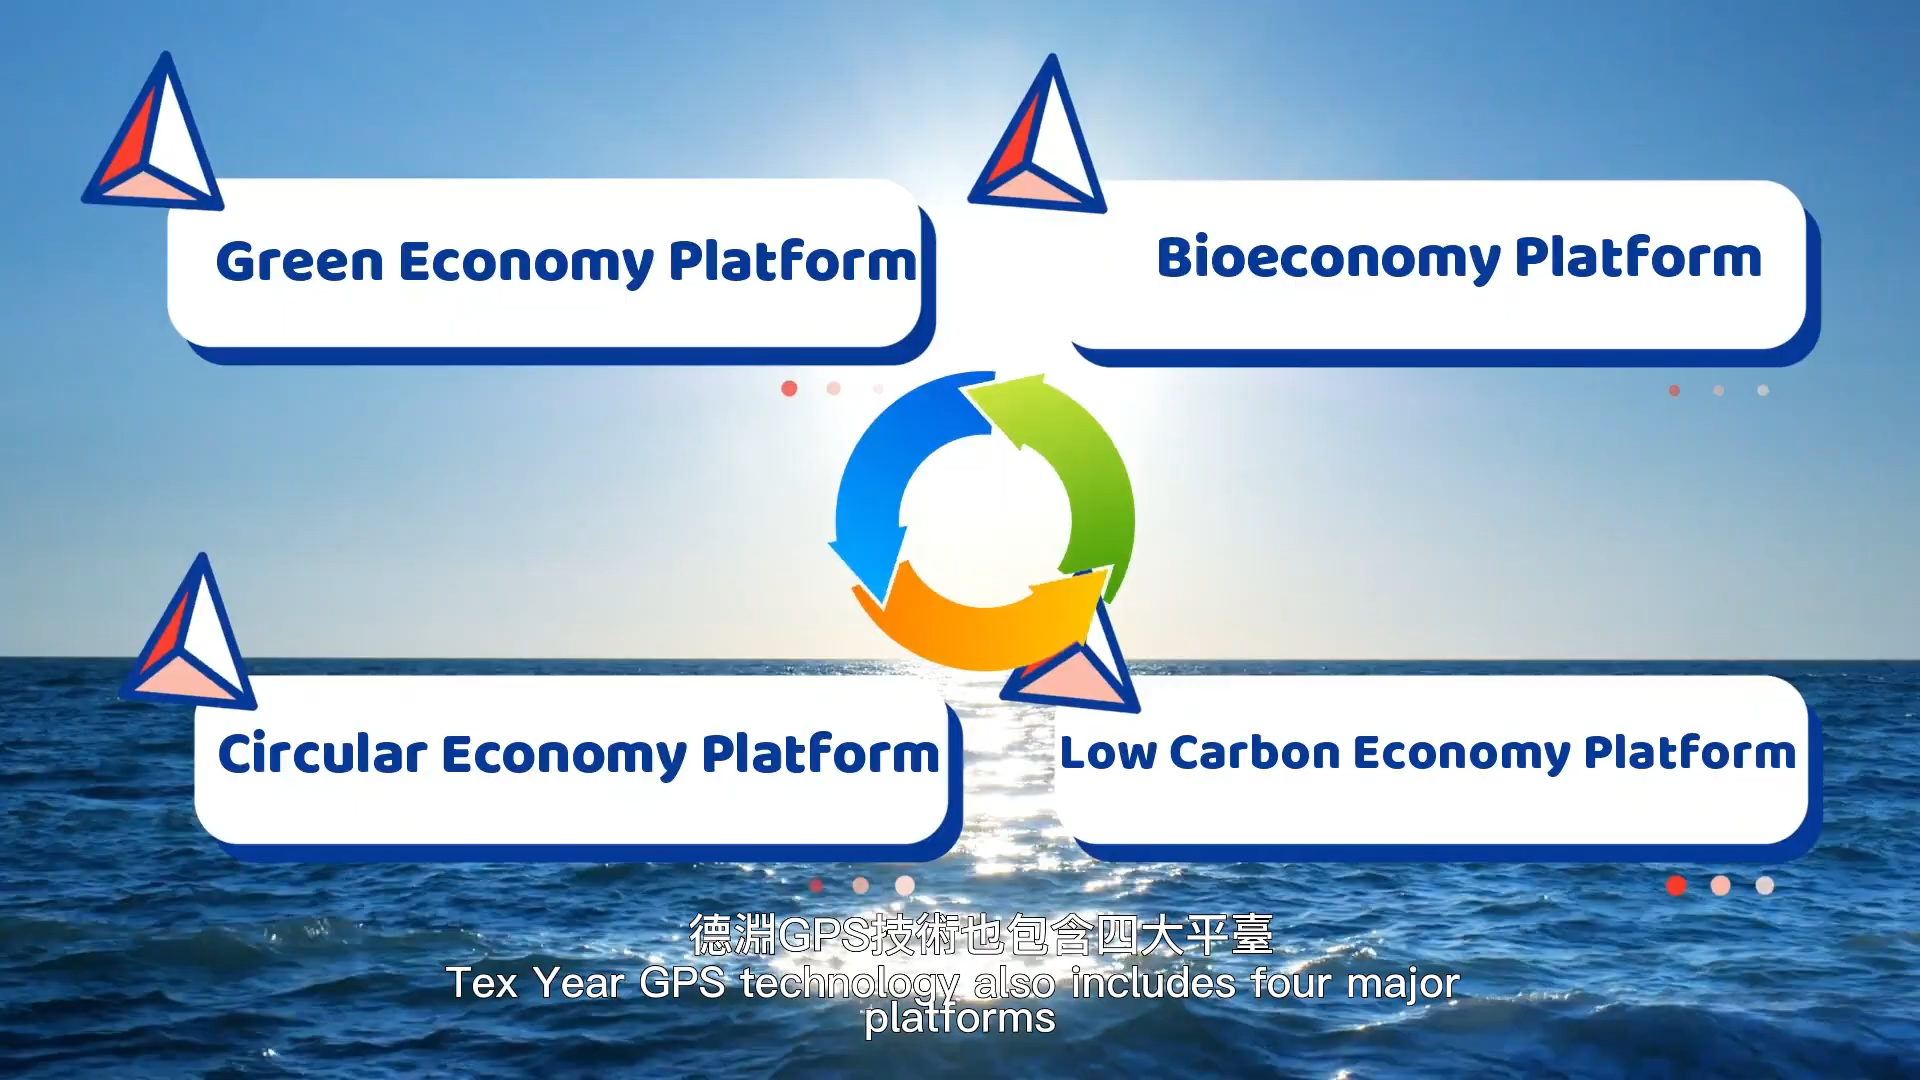 Green Economy Platform
Bioeconomy Platform
Circular Economy Platform
Low Carbon Economy Platform
德淵GPS技術也包含四大平臺
Tex Year GPS technology also includes four major
platforms